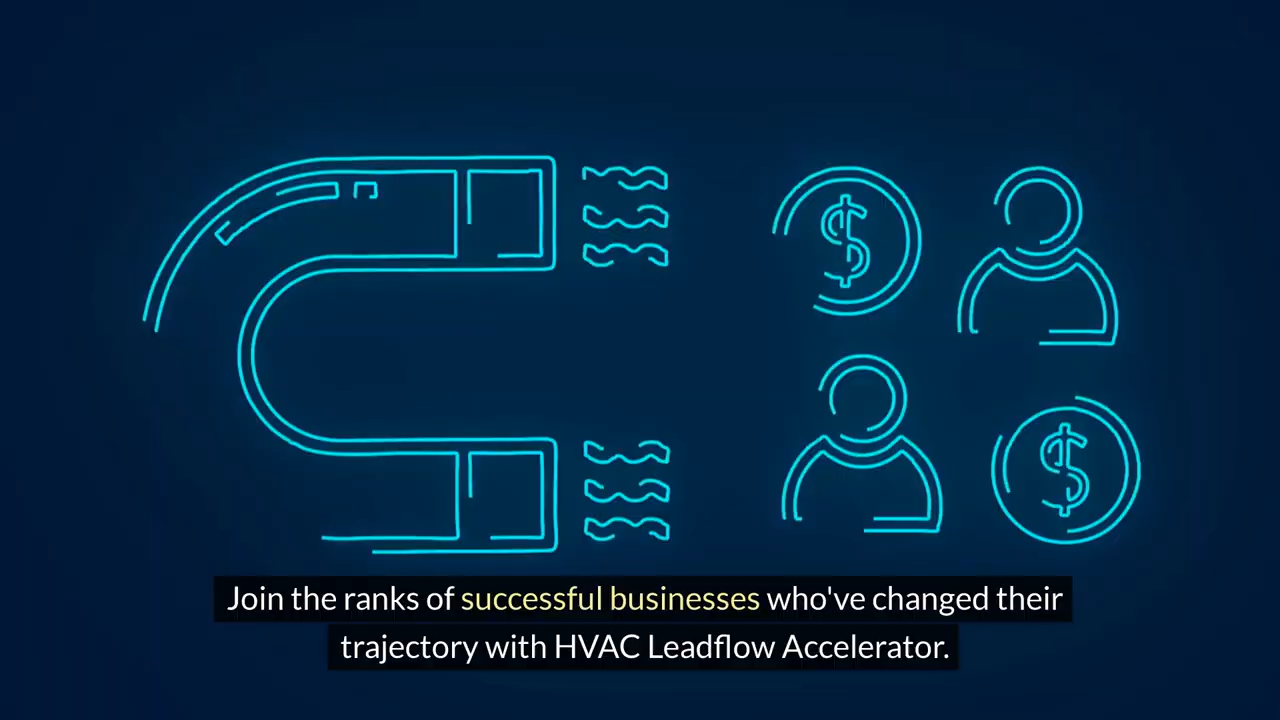 $
$
Join the ranks of successful businesses who've changed their
trajectory with HVAC Leadflow Accelerator.